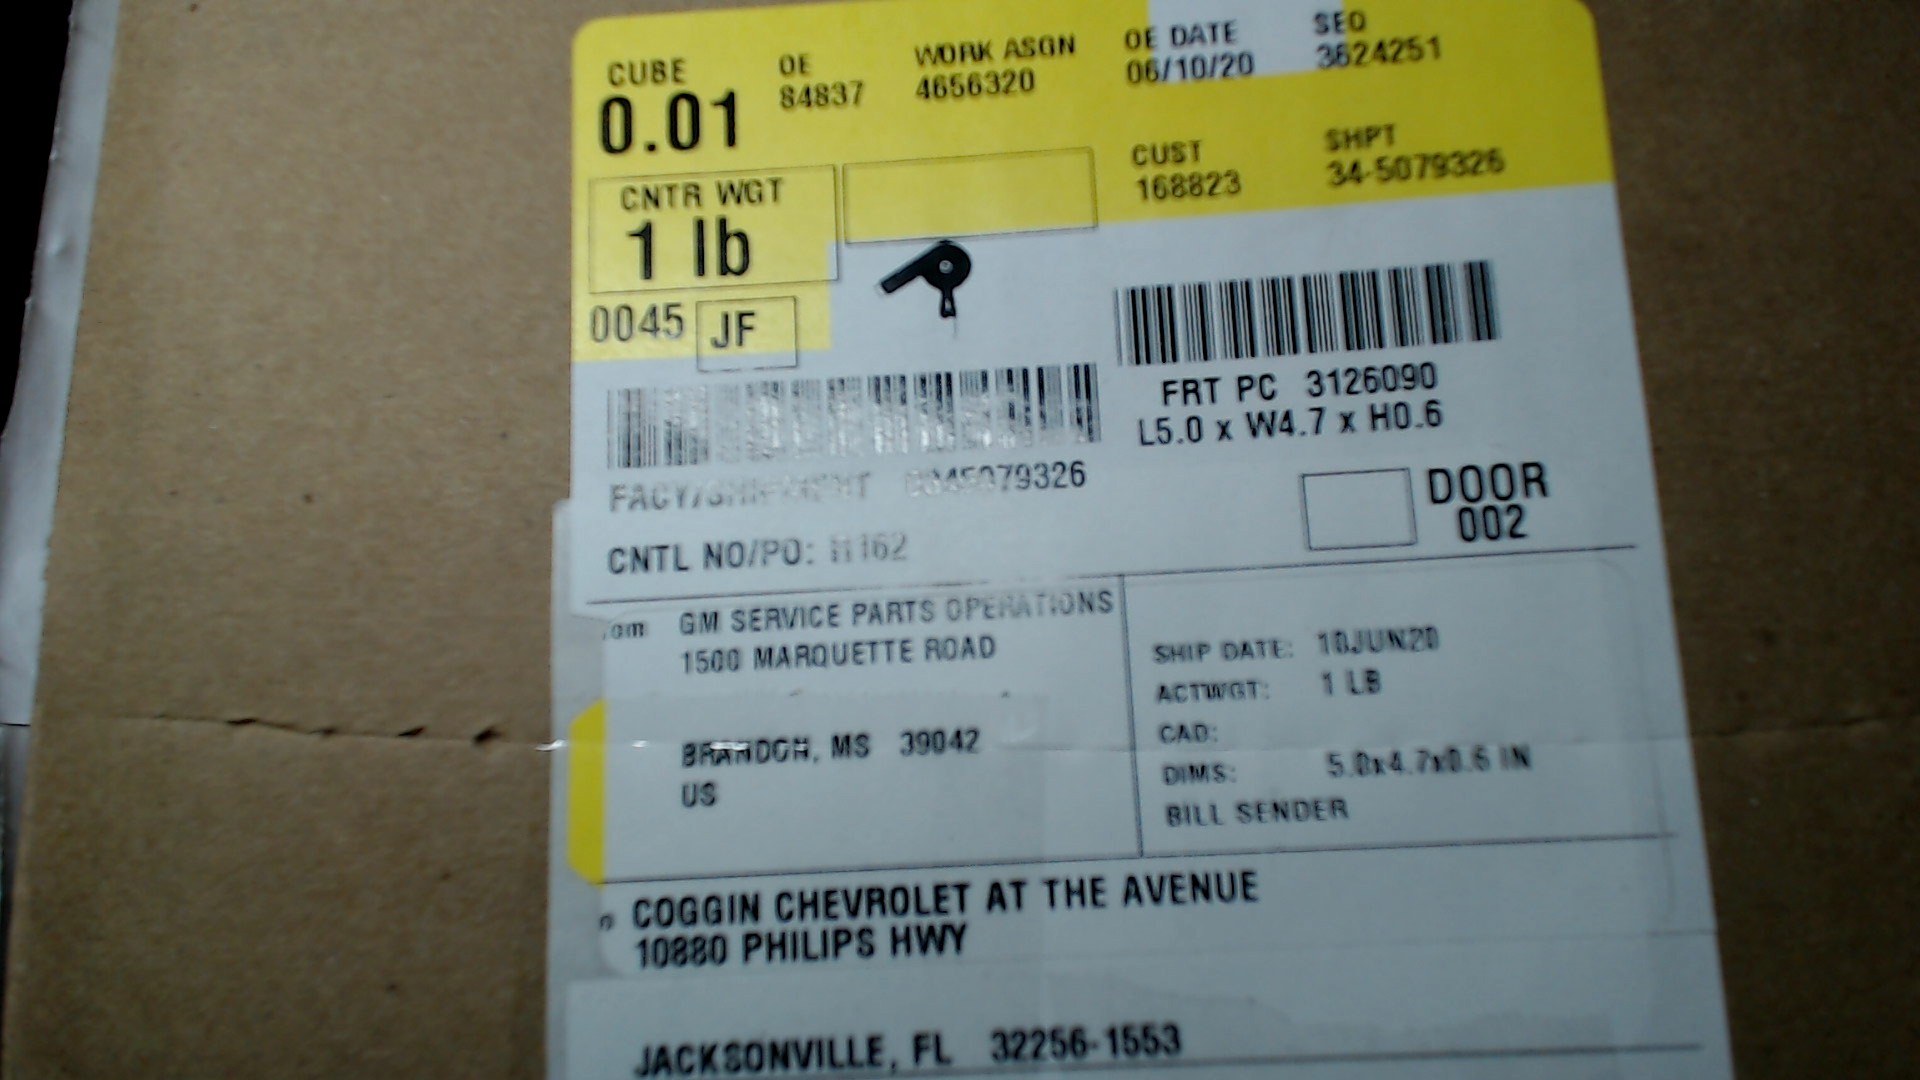 CUBE
0.01
OE
84837
WORK ASGN
4656320
OE DATE
06/10/20
SEQ
3624251
CUST
168823
SHPT
34-5079326
CNTR WGT
1 lb
0045 JF
FRT PC 3126090
L5.0 x W4.7 x H0.6
0345079326
DOOR
002
CNTL NO/PO:
GM SERVICE PARTS OPERATIONS
1500 MARQUETTE ROAD
BRANDON, MS 39042
US
SHIP DATE: 10JUN20
ACTWGT: 1 LB
CAD:
DIMS: 5.0x4.7x0.6 IN
BILL SENDER
COGGIN CHEVROLET AT THE AVENUE
10880 PHILIPS HWY
JACKSONVILLE, FL 32256-1553